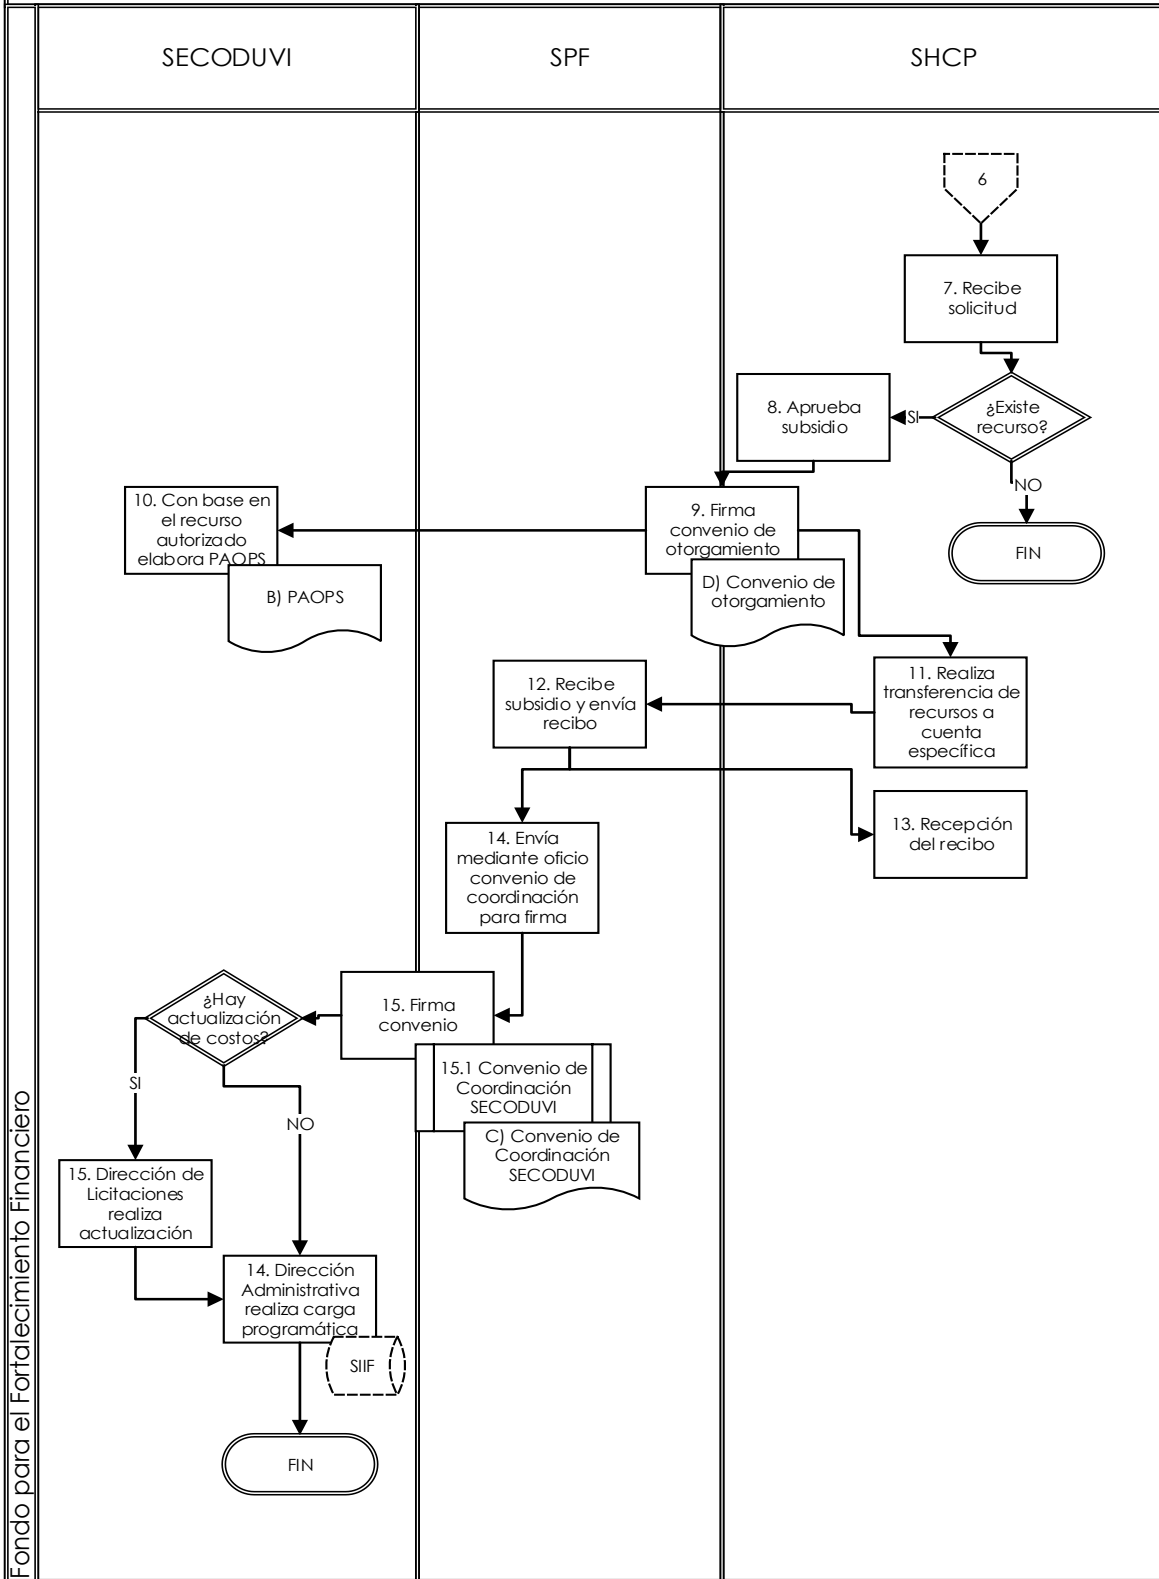 SECODUVI
SPF
SHCP
6
7. Recibe
solicitud
¿Existe
recurso?
SI
NO
8. Aprueba
subsidio
FIN
9. Firma
convenio de
otorgamiento
D) Convenio de
otorgamiento
10. Con base en
el recurso
autorizado
elabora PAOPS
B) PAOPS
11. Realiza
transferencia de
recursos a
cuenta
específica
12. Recibe
subsidio y envía
recibo
13. Recepción
del recibo
14. Envía
mediante oficio
convenio de
coordinación
para firma
15. Firma
convenio
15.1 Convenio de
Coordinación
SECODUVI
C) Convenio de
Coordinación
SECODUVI
¿Hay
actualización
de costos?
SI
NO
15. Dirección de
Licitaciones
realiza
actualización
14. Dirección
Administrativa
realiza carga
programática
SIIF
FIN
Fondo para el Fortalecimiento Financiero